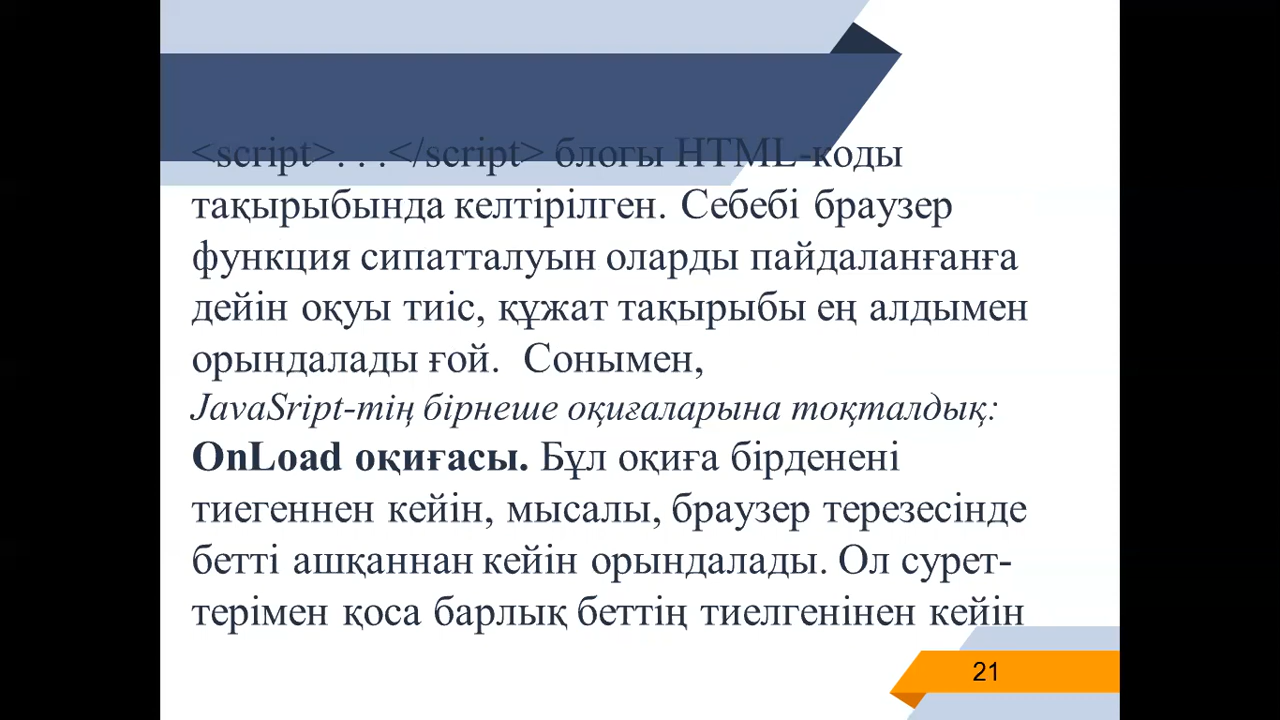 <script>. . .</script> блогы HTML-коды
тақырыбында келтірілген. Себебі браузер
функция сипатталуын оларды пайдаланғанға
дейін оқуы тиіс, құжат тақырыбы ең алдымен
орындалады ғой. Сонымен,
JavaSript-тің бірнеше оқиғаларына тоқталдық:
OnLoad оқиғасы. Бұл оқиға бірденені
тиегеннен кейін, мысалы, браузер терезесінде
бетті ашқаннан кейін орындалады. Ол сурет-
терімен қоса барлық беттің тиелгенінен кейін
21